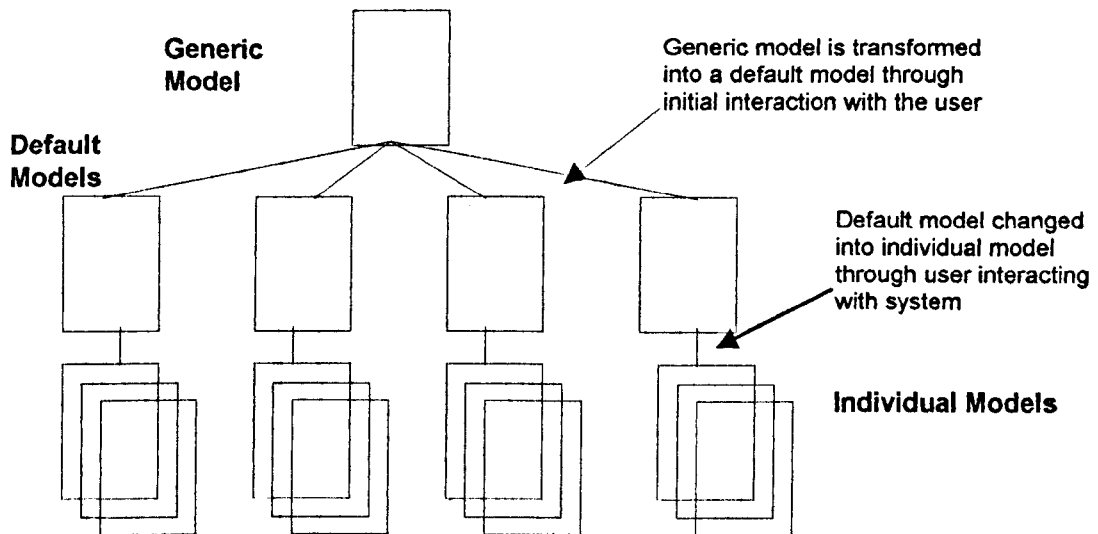 Generic
Model
Generic model is transformed
into a default model through
initial interaction with the user
Default
Models
Default model changed
into individual model
through user interacting
with system
Individual Models